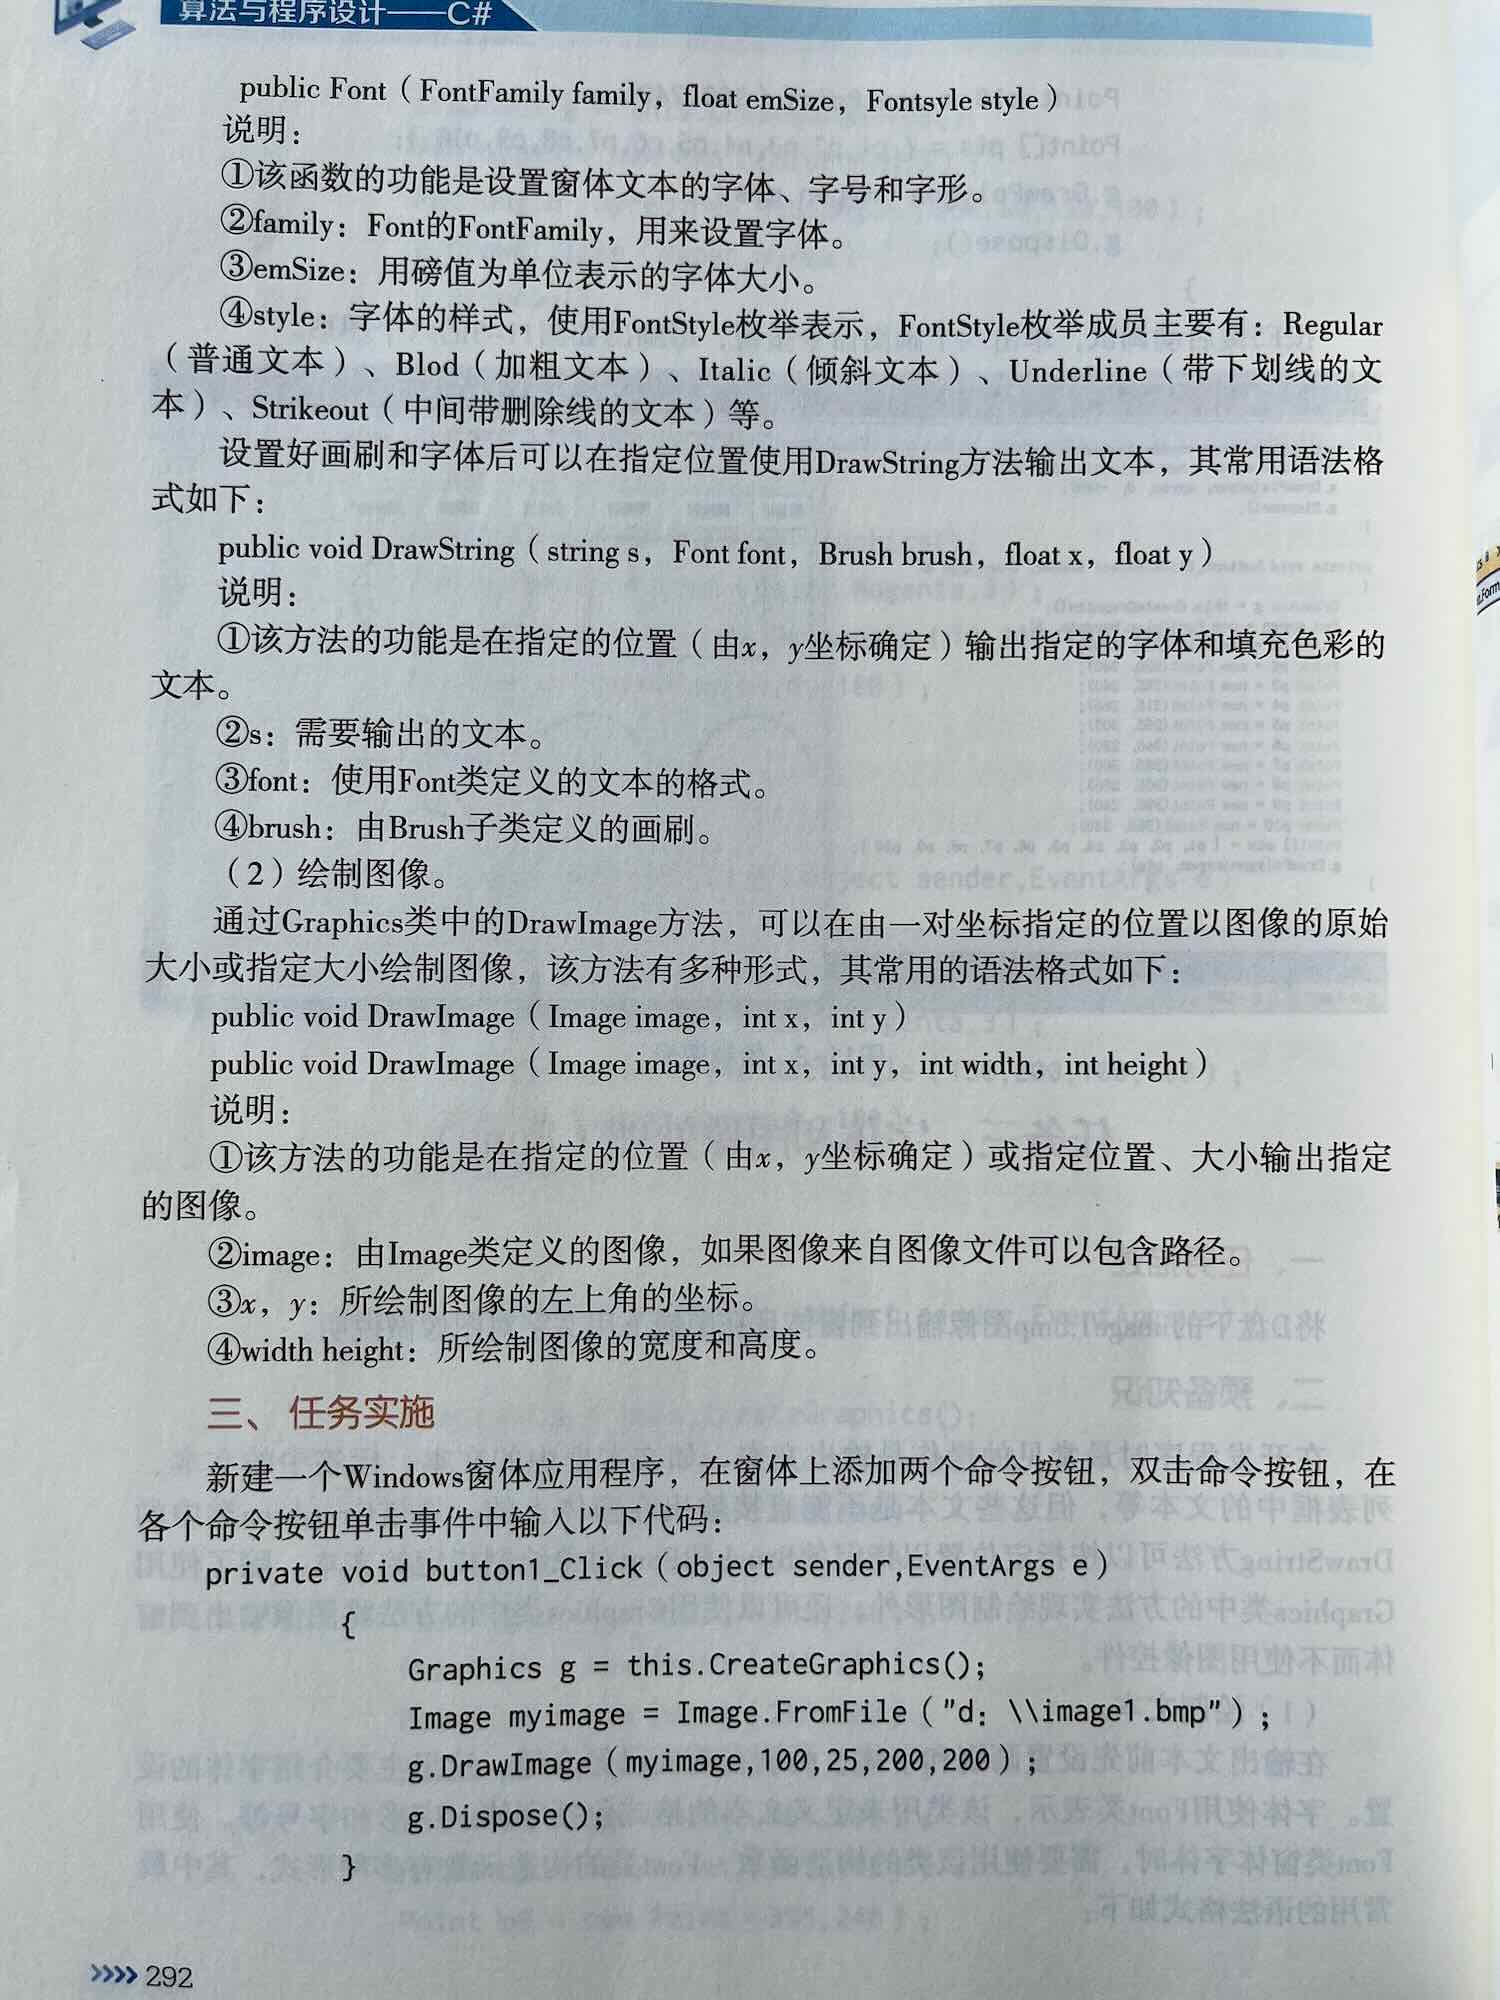 算法与程序设计——C#
public Font（FontFamily family，float emSize，Fontsyle style）
说明：
①该函数的功能是设置窗体文本的字体、字号和字形。
②family：Font的FontFamily，用来设置字体。
③emSize：用磅值为单位表示的字体大小。
④style：字体的样式，使用FontStyle枚举表示，FontStyle枚举成员主要有：Regular
（普通文本）、Blod（加粗文本）、Italic（倾斜文本）、Underline（带下划线的文
本）、Strikeout（中间带删除线的文本）等。
设置好画刷和字体后可以在指定位置使用DrawString方法输出文本，其常用语法格
式如下：
public void DrawString（string s，Font font，Brush brush，float x，float y）
说明：
①该方法的功能是在指定的位置（由x，y坐标确定）输出指定的字体和填充色彩的
文本。
②s：需要输出的文本。
③font：使用Font类定义的文本的格式。
④brush：由Brush子类定义的画刷。
（2）绘制图像。
通过Graphics类中的DrawImage方法，可以在由一对坐标指定的位置以图像的原始
大小或指定大小绘制图像，该方法有多种形式，其常用的语法格式如下：
public void DrawImage（Image image，int x，int y）
public void DrawImage（Image image，int x，int y，int width，int height）
说明：
①该方法的功能是在指定的位置（由x，y坐标确定）或指定位置、大小输出指定
的图像。
②image：由Image类定义的图像，如果图像来自图像文件可以包含路径。
③x，y：所绘制图像的左上角的坐标。
④width height：所绘制图像的宽度和高度。
三、任务实施
新建一个Windows窗体应用程序，在窗体上添加两个命令按钮，双击命令按钮，在
各个命令按钮单击事件中输入以下代码：
private void button1_Click（object sender,EventArgs e）
{
Graphics g = this.CreateGraphics();
Image myimage = Image.FromFile（"d：\\image1.bmp"）;
g.DrawImage（myimage,100,25,200,200）;
g.Dispose();
}
292